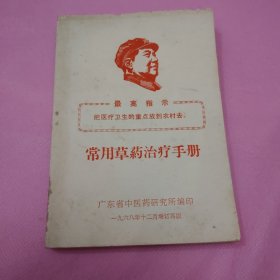 最高指示
把医疗卫生的重点放到农村去。
常用草药治疗手册
广东省中医药研究所编印
一九六八年十二月增订再版